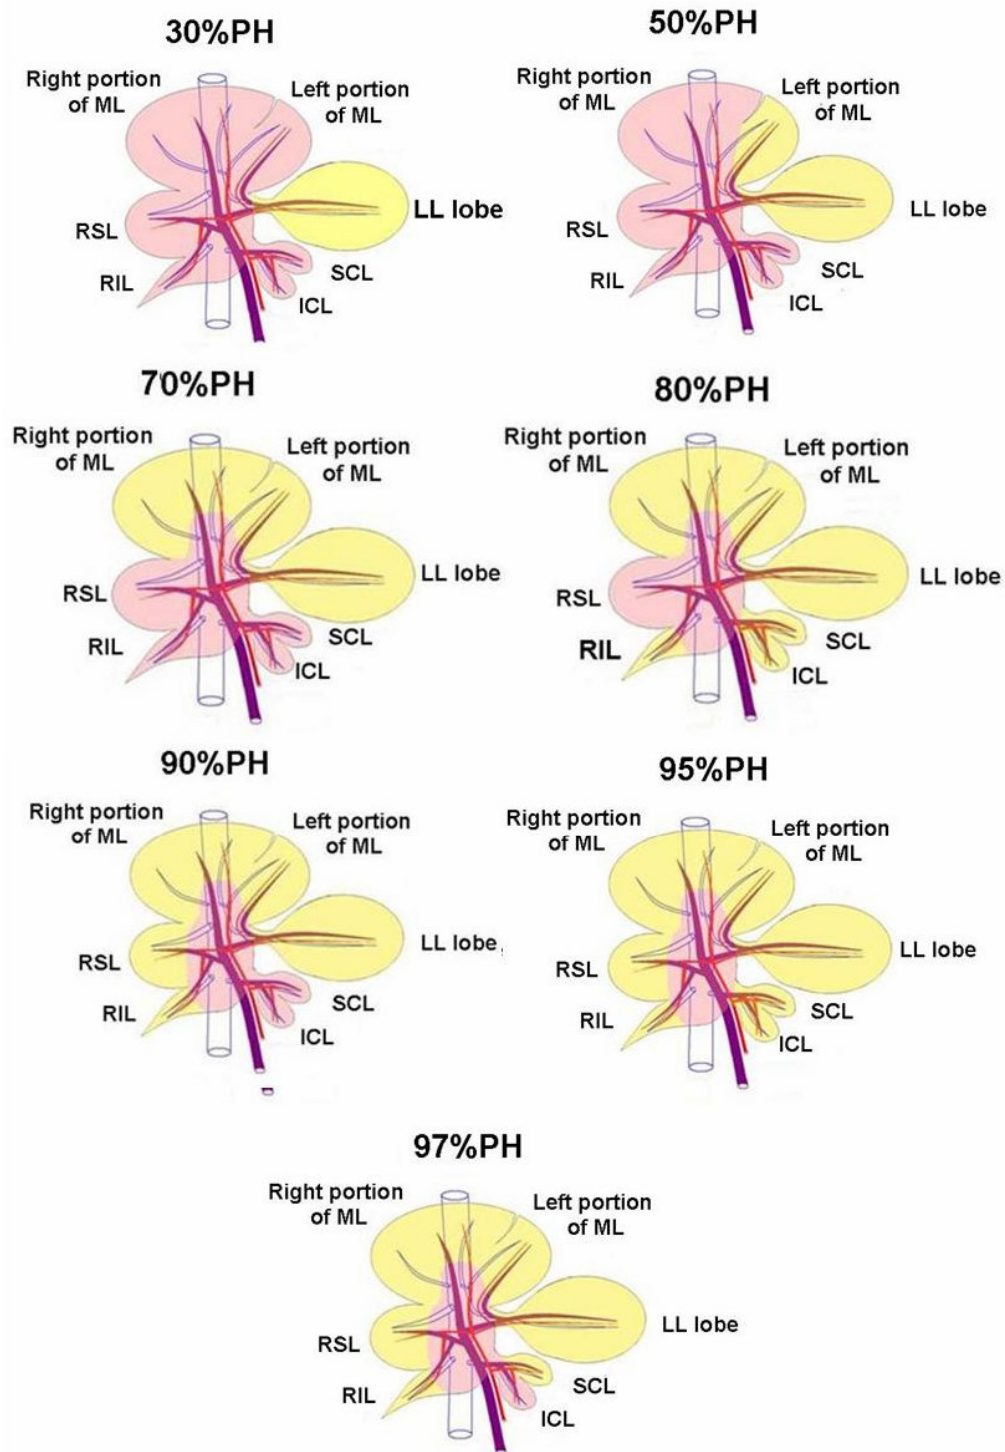 30%PH
Right portion
of ML
Left portion
of ML
LL lobe
RSL
RIL
SCL
ICL
50%PH
Right portion
of ML
Left portion
of ML
LL lobe
RSL
RIL
SCL
ICL
70%PH
Right portion
of ML
Left portion
of ML
LL lobe
RSL
RIL
SCL
ICL
80%PH
Right portion
of ML
Left portion
of ML
LL lobe
RSL
RIL
SCL
ICL
90%PH
Right portion
of ML
Left portion
of ML
LL lobe
RSL
RIL
SCL
ICL
95%PH
Right portion
of ML
Left portion
of ML
LL lobe
RSL
RIL
SCL
ICL
97%PH
Right portion
of ML
Left portion
of ML
LL lobe
RSL
RIL
SCL
ICL